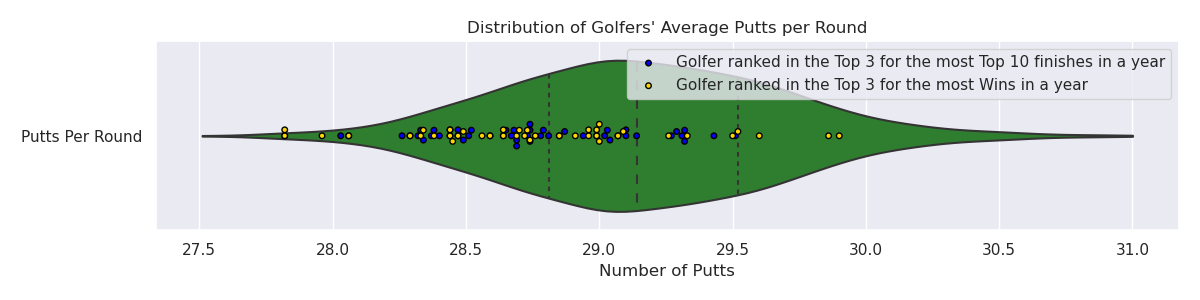 Distribution of Golfers' Average Putts per Round
Golfer ranked in the Top 3 for the most Top 10 finishes in a year
Golfer ranked in the Top 3 for the most Wins in a year
Putts Per Round
27.5 28.0 28.5 29.0 29.5 30.0 30.5 31.0
Number of Putts